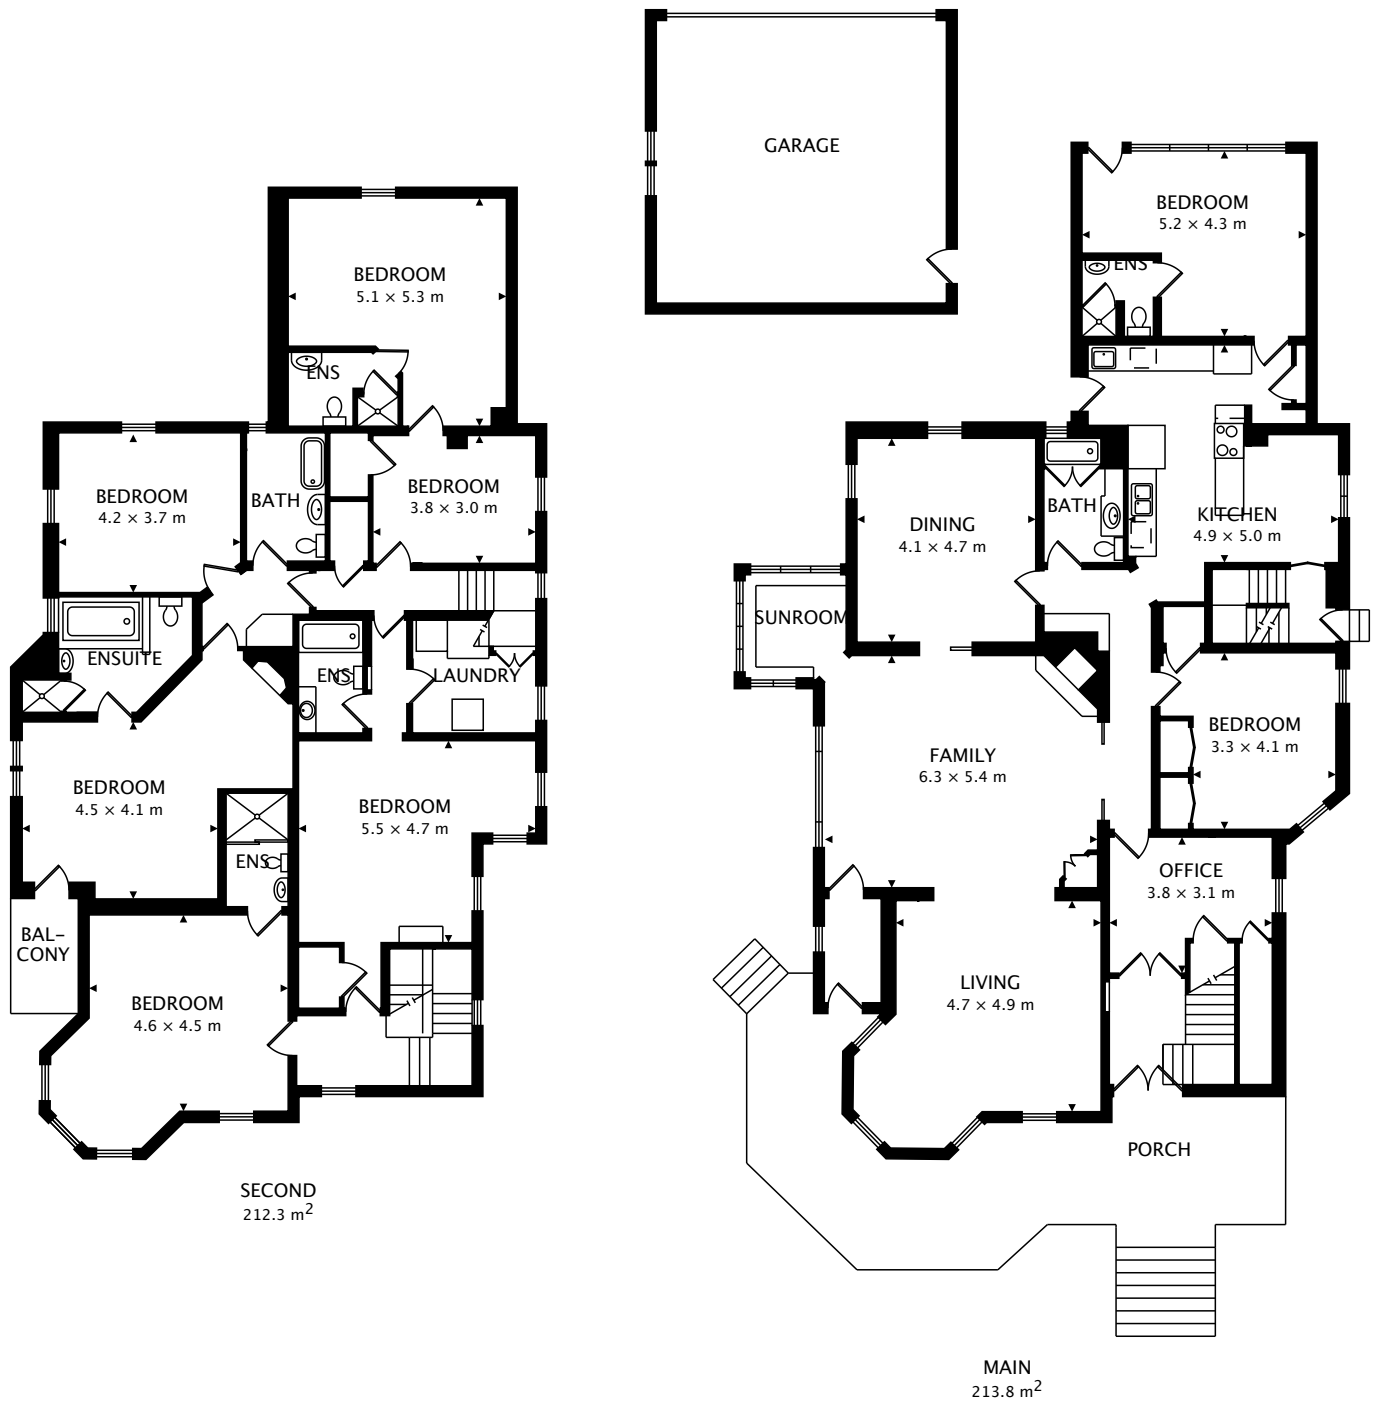 GARAGE
BEDROOM
5.2 × 4.3 m
ENS
BEDROOM
5.1 × 5.3 m
ENS
BEDROOM
4.2 × 3.7 m
BATH
BEDROOM
3.8 × 3.0 m
ENSUITE
ENS
LAUNDRY
BEDROOM
4.5 × 4.1 m
BEDROOM
5.5 × 4.7 m
ENS
BAL-
CONY
BEDROOM
4.6 × 4.5 m
SECOND
212.3 m2
DINING
4.1 × 4.7 m
BATH
KITCHEN
4.9 × 5.0 m
SUNROOM
FAMILY
6.3 × 5.4 m
BEDROOM
3.3 × 4.1 m
OFFICE
3.8 × 3.1 m
LIVING
4.7 × 4.9 m
PORCH
MAIN
213.8 m2